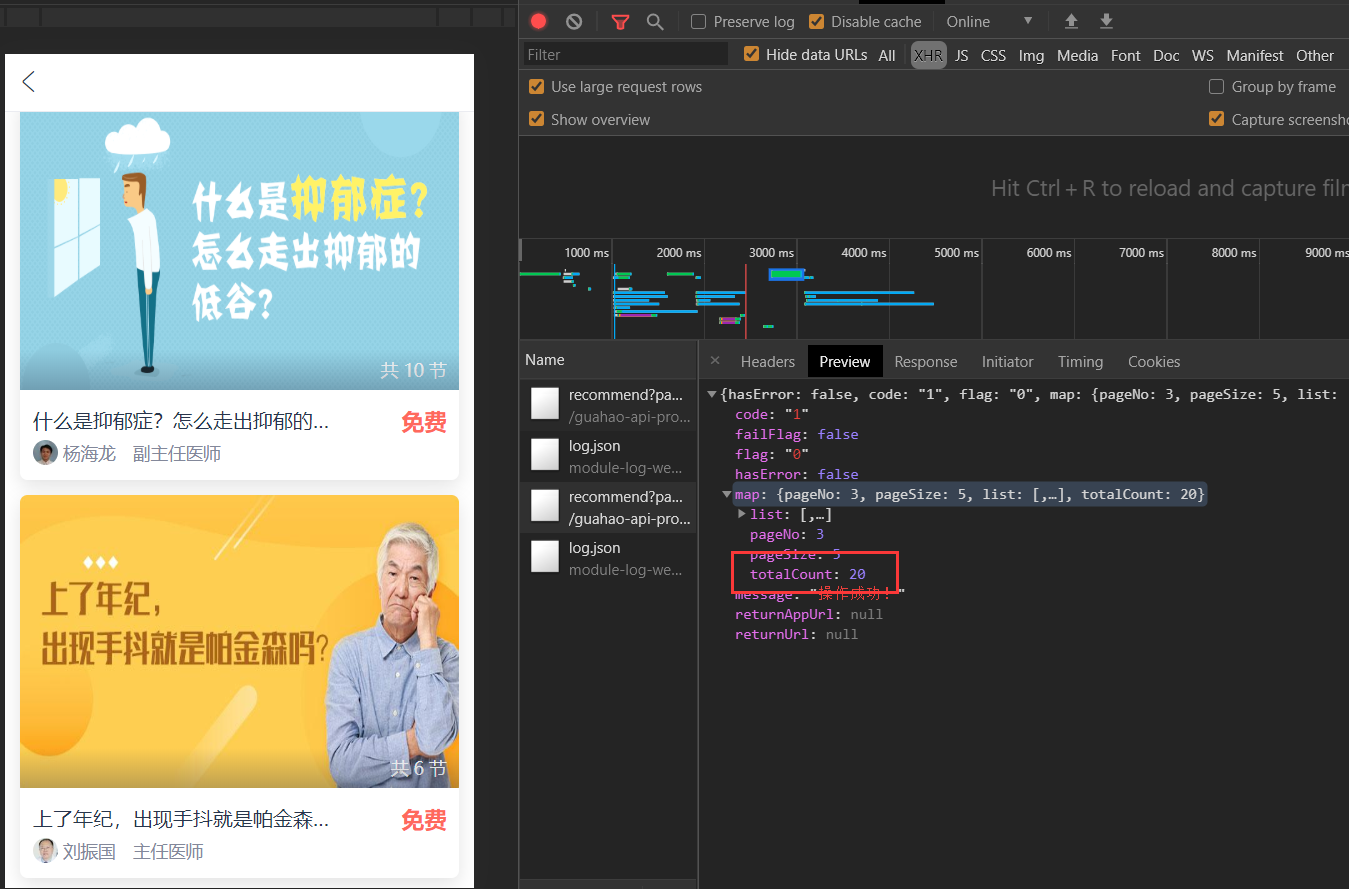 什么是抑郁症?
怎么走出抑郁的
低谷?
共 10 节
什么是抑郁症？怎么走出抑郁的...
免费
杨海龙 副主任医师
上了年纪,
出现手抖就是帕金森吗?
共 6 节
上了年纪，出现手抖就是帕金森...
免费
刘振国 主任医师
Preserve log
Disable cache
Online
Filter
Hide data URLs
All
XHR
JS
CSS
Img
Media
Font
Doc
WS
Manifest
Other
Use large request rows
Group by frame
Show overview
Capture screensho
Hit Ctrl + R to reload and capture film
1000 ms
2000 ms
3000 ms
4000 ms
5000 ms
6000 ms
7000 ms
8000 ms
9000 ms
Name
recommend?pa...
/guahao-api-pro...
log.json
module-log-we...
recommend?pa...
/guahao-api-pro...
log.json
module-log-we...
× Headers
Preview
Response
Initiator
Timing
Cookies
{hasError: false, code: "1", flag: "0", map: {pageNo: 3, pageSize: 5, list:
code: "1"
failFlag: false
flag: "0"
hasError: false
map: {pageNo: 3, pageSize: 5, list: [,…], totalCount: 20}
list: [,…]
pageNo: 3
pageSize: 5
totalCount: 20
message: "操作成功！"
returnAppUrl: null
returnUrl: null